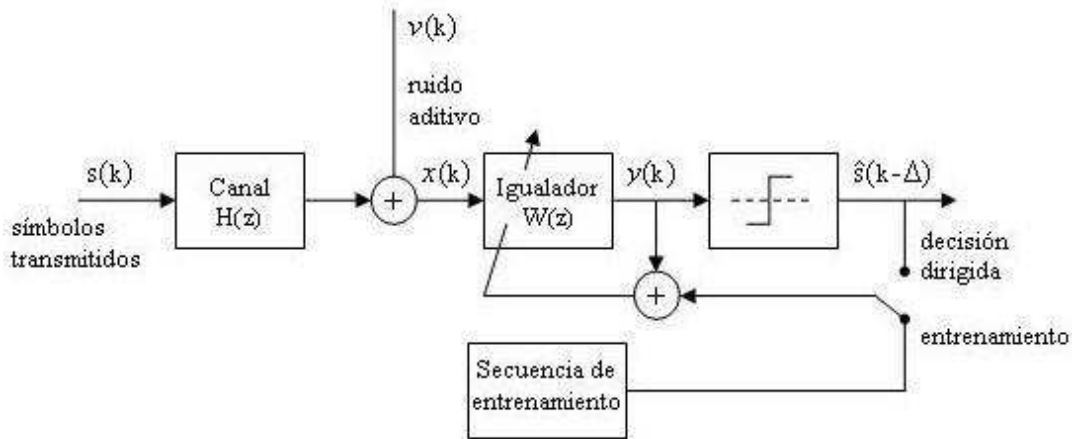 ν(k)
ruido
aditivo
s(k)
símbolos
transmitidos
Canal
H(z)
+
x(k)
Igualador
W(z)
y(k)
ŝ(k-Δ)
decisión
dirigida
+
entrenamiento
Secuencia de
entrenamiento